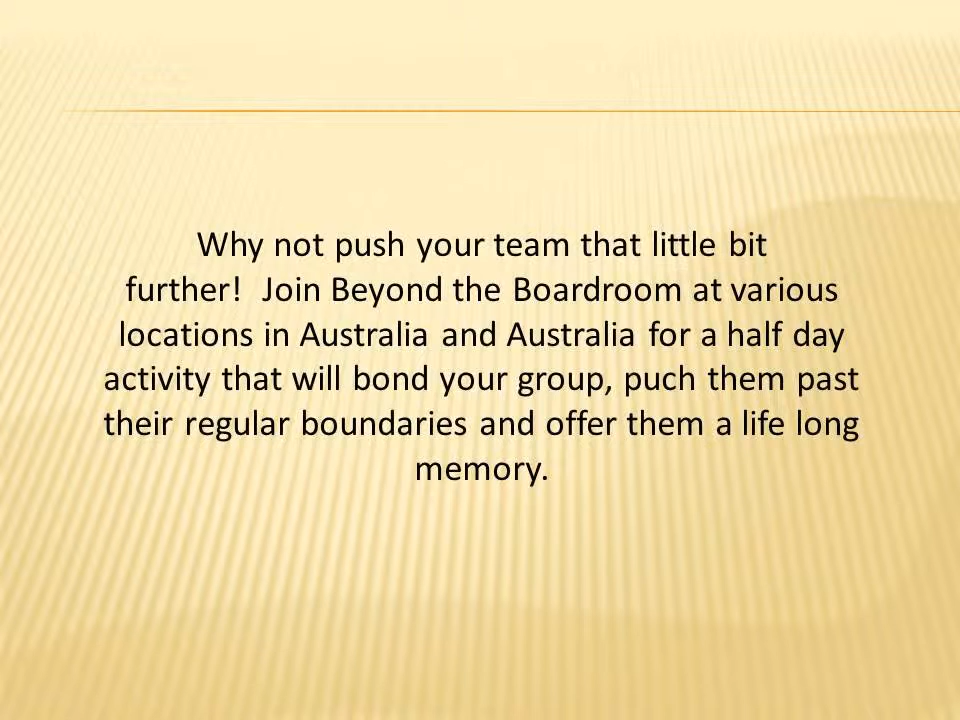 Why not push your team that little bit
further!  Join Beyond the Boardroom at various
locations in Australia and Australia for a half day
activity that will bond your group, puch them past
their regular boundaries and offer them a life long
memory.